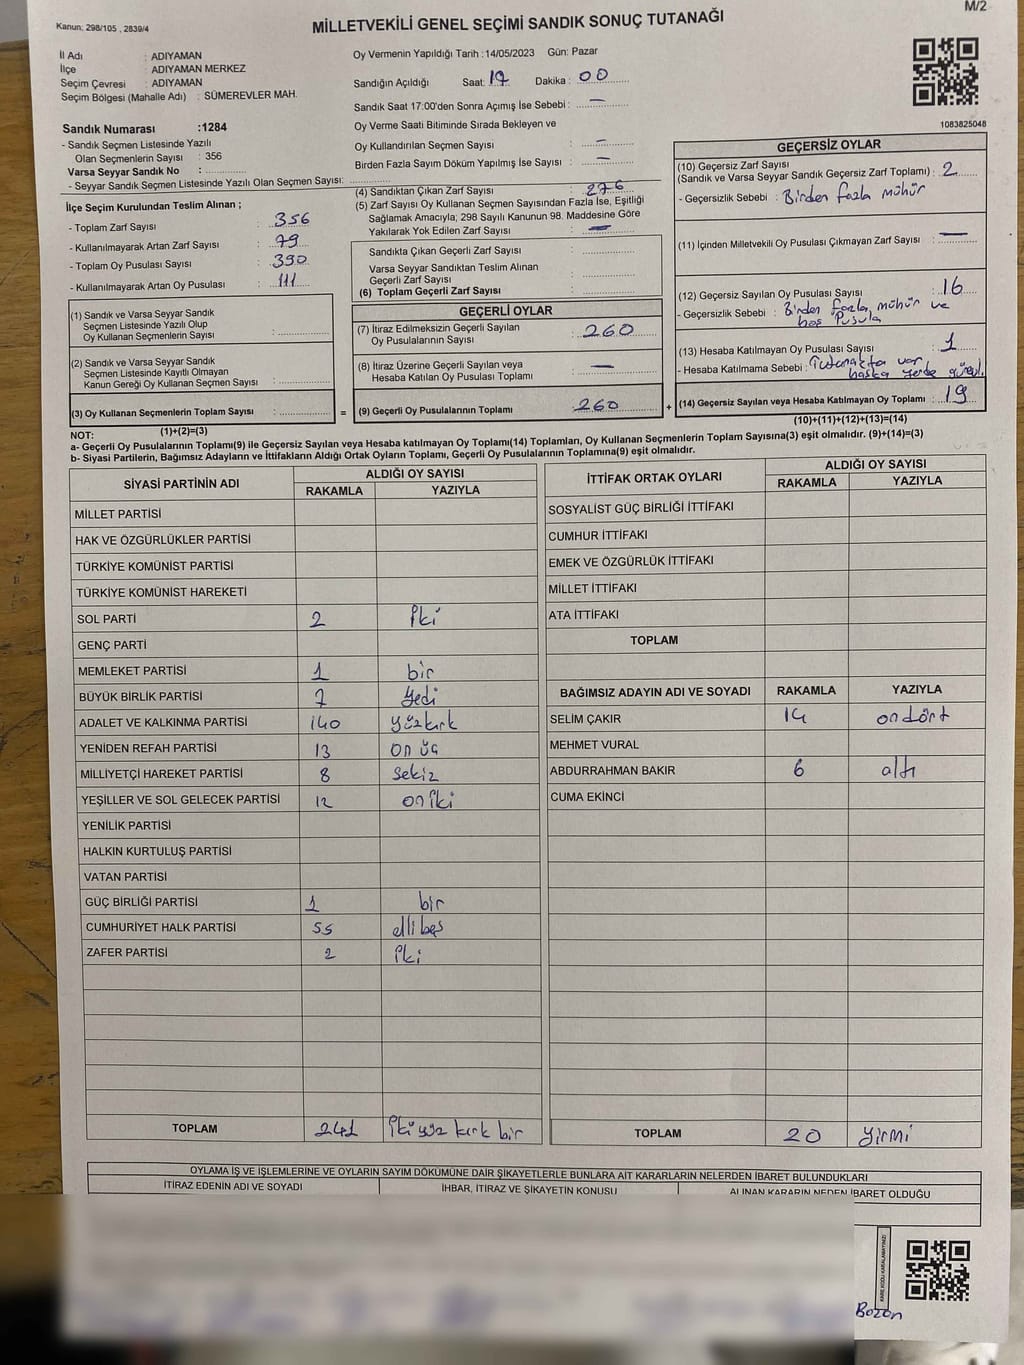 M/2
Kanun: 298/105 , 2839/4
MİLLETVEKİLİ GENEL SEÇİMİ SANDIK SONUÇ TUTANAĞI
İl Adı : ADIYAMAN
İlçe : ADIYAMAN MERKEZ
Seçim Çevresi : ADIYAMAN
Seçim Bölgesi (Mahalle Adı) : SÜMEREVLER MAH.
Oy Vermenin Yapıldığı Tarih : 14/05/2023 Gün: Pazar
Sandığın Açıldığı Saat: 17 Dakika : 00
Sandık Saat 17:00'den Sonra Açımış İse Sebebi : —
Oy Verme Saati Bitiminde Sırada Bekleyen ve
Oy Kullandırılan Seçmen Sayısı : —
Birden Fazla Sayım Döküm Yapılmış İse Sayısı : —
1083825048
Sandık Numarası :1284
- Sandık Seçmen Listesinde Yazılı
Olan Seçmenlerin Sayısı : 356
Varsa Seyyar Sandık No :
- Seyyar Sandık Seçmen Listesinde Yazılı Olan Seçmen Sayısı:
İlçe Seçim Kurulundan Teslim Alınan ;
- Toplam Zarf Sayısı : 356
- Kullanılmayarak Artan Zarf Sayısı : 79
- Toplam Oy Pusulası Sayısı : 390
- Kullanılmayarak Artan Oy Pusulası : 111
(4) Sandıktan Çıkan Zarf Sayısı : 276
(5) Zarf Sayısı Oy Kullanan Seçmen Sayısından Fazla İse, Eşitliği
Sağlamak Amacıyla; 298 Sayılı Kanunun 98. Maddesine Göre
Yakılarak Yok Edilen Zarf Sayısı : —
Sandıkta Çıkan Geçerli Zarf Sayısı :
Varsa Seyyar Sandıktan Teslim Alınan
Geçerli Zarf Sayısı :
(6) Toplam Geçerli Zarf Sayısı :
GEÇERSİZ OYLAR
(10) Geçersiz Zarf Sayısı
(Sandık ve Varsa Seyyar Sandık Geçersiz Zarf Toplamı) : 2
- Geçersizlik Sebebi : Birden fazla mühür
(11) İçinden Milletvekili Oy Pusulası Çıkmayan Zarf Sayısı : —
(12) Geçersiz Sayılan Oy Pusulası Sayısı : 16
- Geçersizlik Sebebi : Birden fazla mühür ve
boş Pusula
(13) Hesaba Katılmayan Oy Pusulası Sayısı : 1
- Hesaba Katılmama Sebebi : Tutanakta var
başka yerde
(14) Geçersiz Sayılan veya Hesaba Katılmayan Oy Toplamı : 19
(10)+(11)+(12)+(13)=(14)
(1) Sandık ve Varsa Seyyar Sandık
Seçmen Listesinde Yazılı Olup
Oy Kullanan Seçmenlerin Sayısı :
(2) Sandık ve Varsa Seyyar Sandık
Seçmen Listesinde Kayıtlı Olmayan
Kanun Gereği Oy Kullanan Seçmen Sayısı :
(3) Oy Kullanan Seçmenlerin Toplam Sayısı : =
(1)+(2)=(3)
GEÇERLİ OYLAR
(7) İtiraz Edilmeksizin Geçerli Sayılan
Oy Pusulalarının Sayısı : 260
(8) İtiraz Üzerine Geçerli Sayılan veya
Hesaba Katılan Oy Pusulası Toplamı : —
(9) Geçerli Oy Pusulalarının Toplamı : 260 +
NOT:
a- Geçerli Oy Pusulalarının Toplamı(9) ile Geçersiz Sayılan veya Hesaba katılmayan Oy Toplamı(14) Toplamları, Oy Kullanan Seçmenlerin Toplam Sayısına(3) eşit olmalıdır. (9)+(14)=(3)
b- Siyasi Partilerin, Bağımsız Adayların ve İttifakların Aldığı Ortak Oyların Toplamı, Geçerli Oy Pusulalarının Toplamına(9) eşit olmalıdır.
SİYASİ PARTİNİN ADI ALDIĞI OY SAYISI
RAKAMLA YAZIYLA
MİLLET PARTİSİ
HAK VE ÖZGÜRLÜKLER PARTİSİ
TÜRKİYE KOMÜNİST PARTİSİ
TÜRKİYE KOMÜNİST HAREKETİ
SOL PARTİ 2 iki
GENÇ PARTİ
MEMLEKET PARTİSİ 1 bir
BÜYÜK BİRLİK PARTİSİ 7 Yedi
ADALET VE KALKINMA PARTİSİ 140 yüzkırk
YENİDEN REFAH PARTİSİ 13 on üç
MİLLİYETÇİ HAREKET PARTİSİ 8 sekiz
YEŞİLLER VE SOL GELECEK PARTİSİ 12 oniki
YENİLİK PARTİSİ
HALKIN KURTULUŞ PARTİSİ
VATAN PARTİSİ
GÜÇ BİRLİĞİ PARTİSİ 1 bir
CUMHURİYET HALK PARTİSİ 55 elli beş
ZAFER PARTİSİ 2 iki
TOPLAM 241 iki yüz kırk bir
İTTİFAK ORTAK OYLARI ALDIĞI OY SAYISI
RAKAMLA YAZIYLA
SOSYALİST GÜÇ BİRLİĞİ İTTİFAKI
CUMHUR İTTİFAKI
EMEK VE ÖZGÜRLÜK İTTİFAKI
MİLLET İTTİFAKI
ATA İTTİFAKI
TOPLAM
BAĞIMSIZ ADAYIN ADI VE SOYADI RAKAMLA YAZIYLA
SELİM ÇAKIR 14 ondört
MEHMET VURAL
ABDURRAHMAN BAKIR 6 altı
CUMA EKİNCİ
TOPLAM 20 yirmi
OYLAMA İŞ VE İŞLEMLERİNE VE OYLARIN SAYIM DÖKÜMÜNE DAİR ŞİKAYETLERLE BUNLARA AİT KARARLARIN NELERDEN İBARET BULUNDUKLARI
İTİRAZ EDENİN ADI VE SOYADI İHBAR, İTİRAZ VE ŞİKAYETİN KONUSU ALINAN KARARIN NEDEN İBARET OLDUĞU
KARE KODU KARALAMAYINIZ!
Bozan